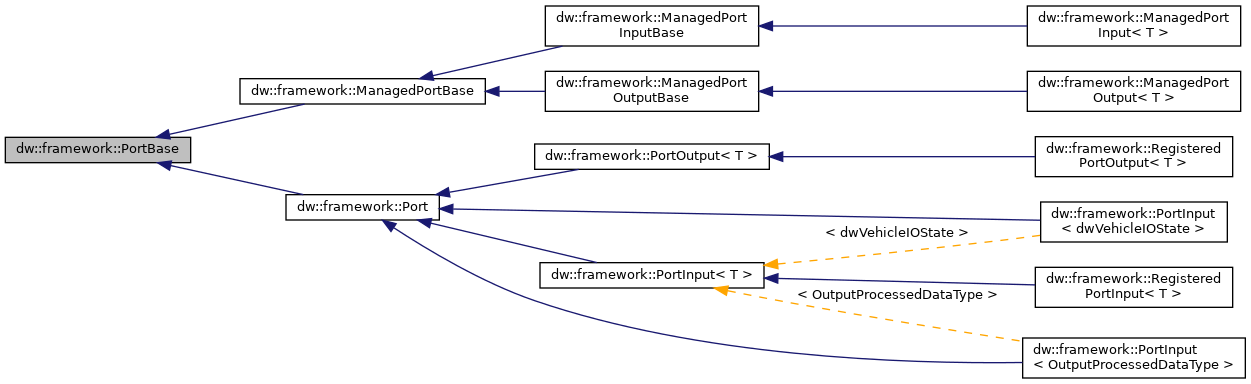 dw::framework::ManagedPort
InputBase
dw::framework::ManagedPort
Input< T >
dw::framework::ManagedPortBase
dw::framework::ManagedPort
OutputBase
dw::framework::ManagedPort
Output< T >
dw::framework::PortBase
dw::framework::PortOutput< T >
dw::framework::Registered
PortOutput< T >
dw::framework::Port
dw::framework::PortInput
< dwVehicleIOState >
< dwVehicleIOState >
dw::framework::PortInput< T >
dw::framework::Registered
PortInput< T >
< OutputProcessedDataType >
dw::framework::PortInput
< OutputProcessedDataType >